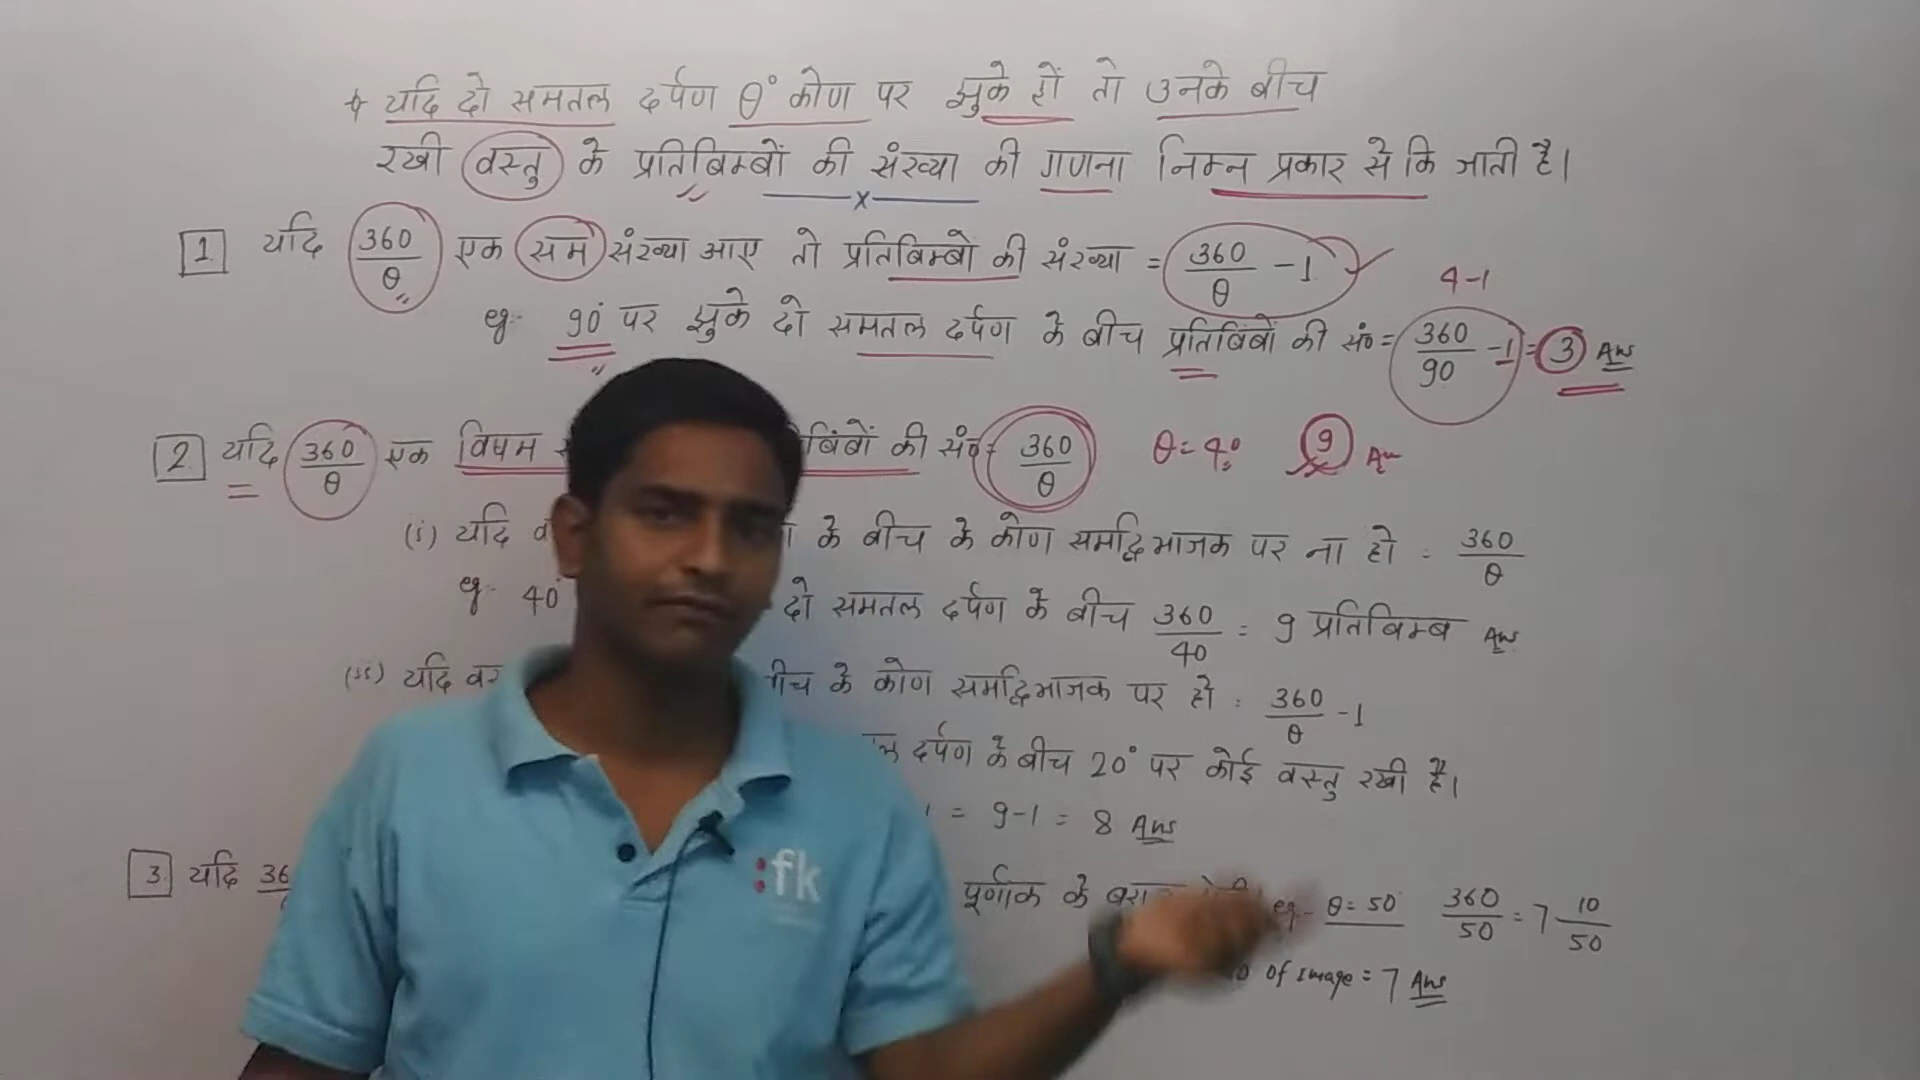 * यदि दो समतल दर्पण θ° कोण पर झुके हों तो उनके बीच
रखी वस्तु के प्रतिबिम्बों की संख्या की गणना निम्न प्रकार से कि जाती है।
1 यदि 360/θ एक सम संख्या आए तो प्रतिबिम्बो की संख्या = 360/θ - 1
4-1
eg- 90° पर झुके दो समतल दर्पण के बीच प्रतिबिंबों की सं० = 360/90 - 1 = 3 Ans
2. यदि 360/θ एक विषम बिंबों की सं० = 360/θ θ = 40 9 Ans
(i) यदि के बीच के कोण समद्विभाजक पर ना हो : 360/θ
eg- 40° दो समतल दर्पण के बीच 360/40 = 9 प्रतिबिम्ब Ans
(ii) यदि के कोण समद्विभाजक पर हो : 360/θ - 1
दर्पण के बीच 20° पर कोई वस्तु रखी है।
= 9-1 = 8 Ans
3. यदि 36 पूर्णांक के eg- θ = 50° 360/50 = 7 10/50
of image = 7 Ans
:fk